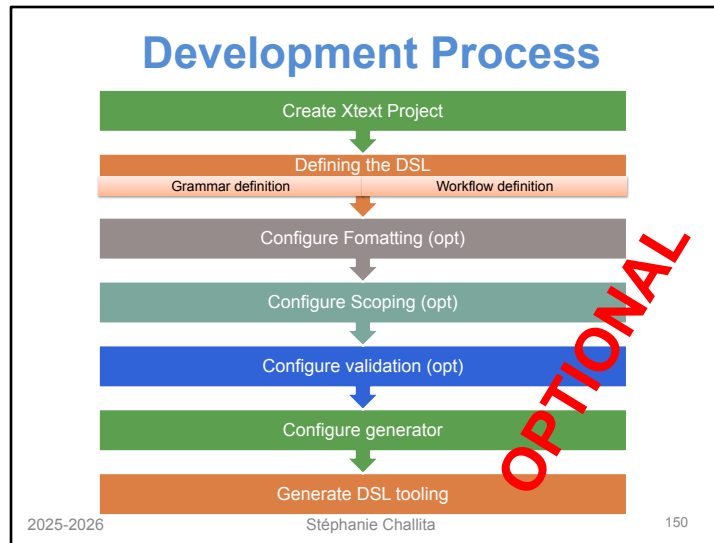 Development Process
Create Xtext Project
Defining the DSL
Grammar definition
Workflow definition
Configure Fomatting (opt)
Configure Scoping (opt)
Configure validation (opt)
Configure generator
Generate DSL tooling
OPTIONAL
2025-2026
Stéphanie Challita
150